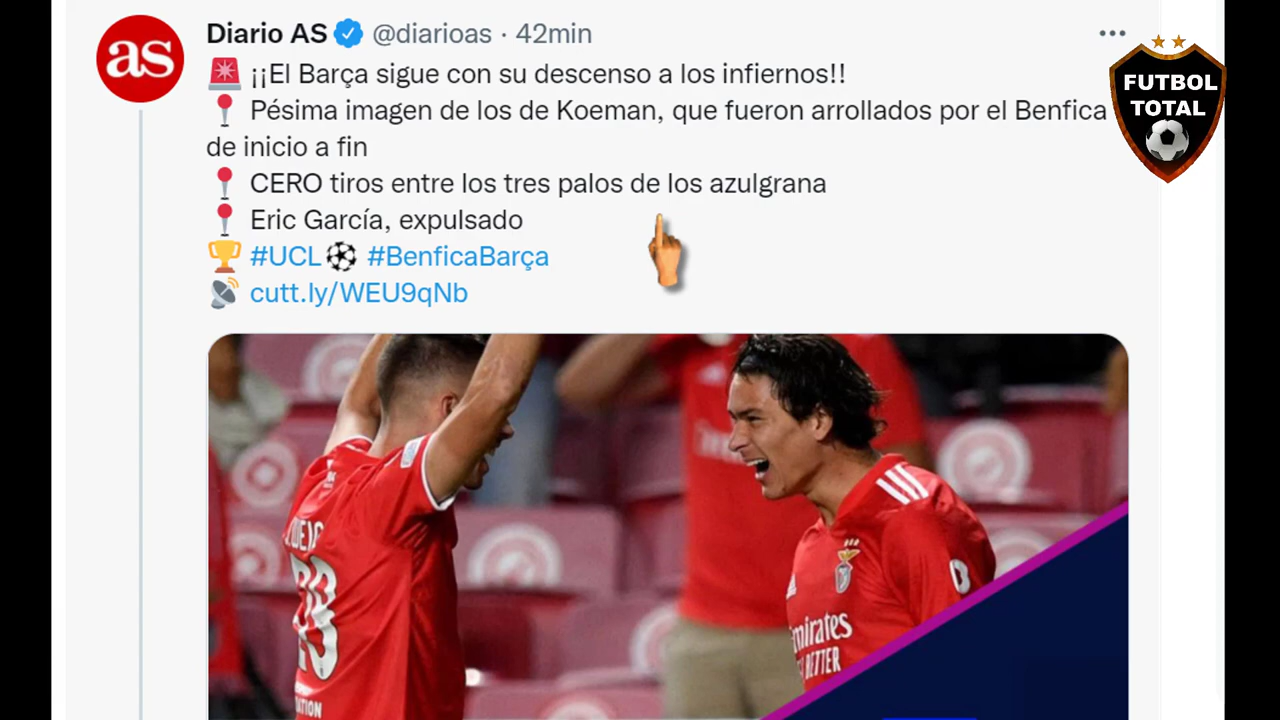 as
Diario AS @diarioas · 42min
¡¡El Barça sigue con su descenso a los infiernos!!
Pésima imagen de los de Koeman, que fueron arrollados por el Benfica
de inicio a fin
CERO tiros entre los tres palos de los azulgrana
Eric García, expulsado
#UCL #BenficaBarça
cutt.ly/WEU9qNb
FUTBOL
TOTAL
28